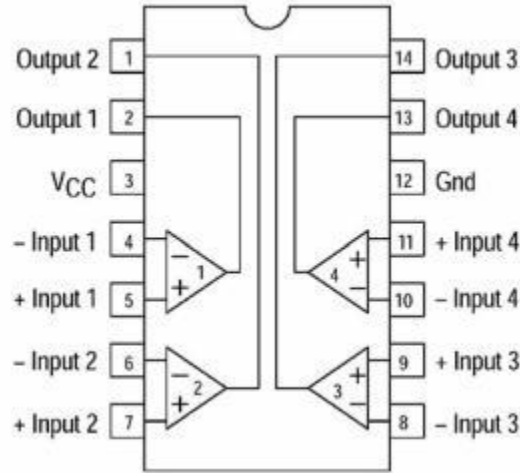 Output 2 1 14 Output 3
Output 1 2 13 Output 4
VCC 3 12 Gnd
– Input 1 4 11 + Input 4
– 1 4 +
+ Input 1 5 + – 10 – Input 4
– Input 2 6 9 + Input 3
– 2 3 +
+ Input 2 7 + – 8 – Input 3